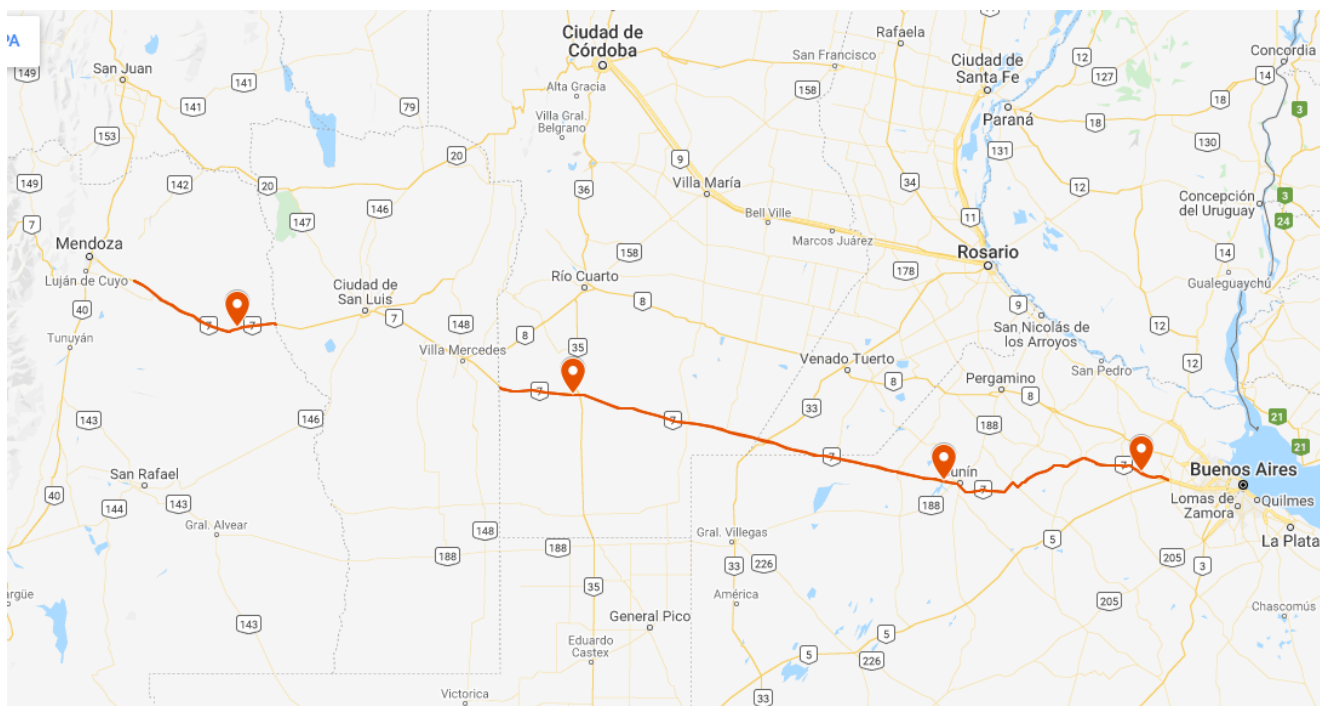 PA
Ciudad de
Córdoba
Rafaela
San Francisco
Ciudad de
Santa Fe
Concordia
149
San Juan
141
12
127
14
Alta Gracia
158
141
79
18
3
Villa Gral.
Belgrano
Paraná
18
153
131
130
20
9
149
142
20
36
34
12
Villa María
Concepción
del Uruguay
3
147
146
11
24
7
Bell Ville
Mendoza
Marcos Juárez
14
158
Rosario
Luján de Cuyo
178
Río Cuarto
Gualeguaychú
Ciudad de
San Luis
40
8
9
7
7
7
148
San Nicolás de
los Arroyos
12
Tunuyán
8
35
Villa Mercedes
Venado Tuerto
12
San Pedro
8
Pergamino
7
8
33
21
143
146
7
188
21
7
7
San Rafael
Junín
Buenos Aires
40
7
144
143
188
Lomas de
Zamora
Quilmes
Gral. Alvear
148
Gral. Villegas
La Plata
5
188
188
33
226
205
3
35
América
205
Chascomús
143
General Pico
5
Eduardo
Castex
5
226
Victorica
33